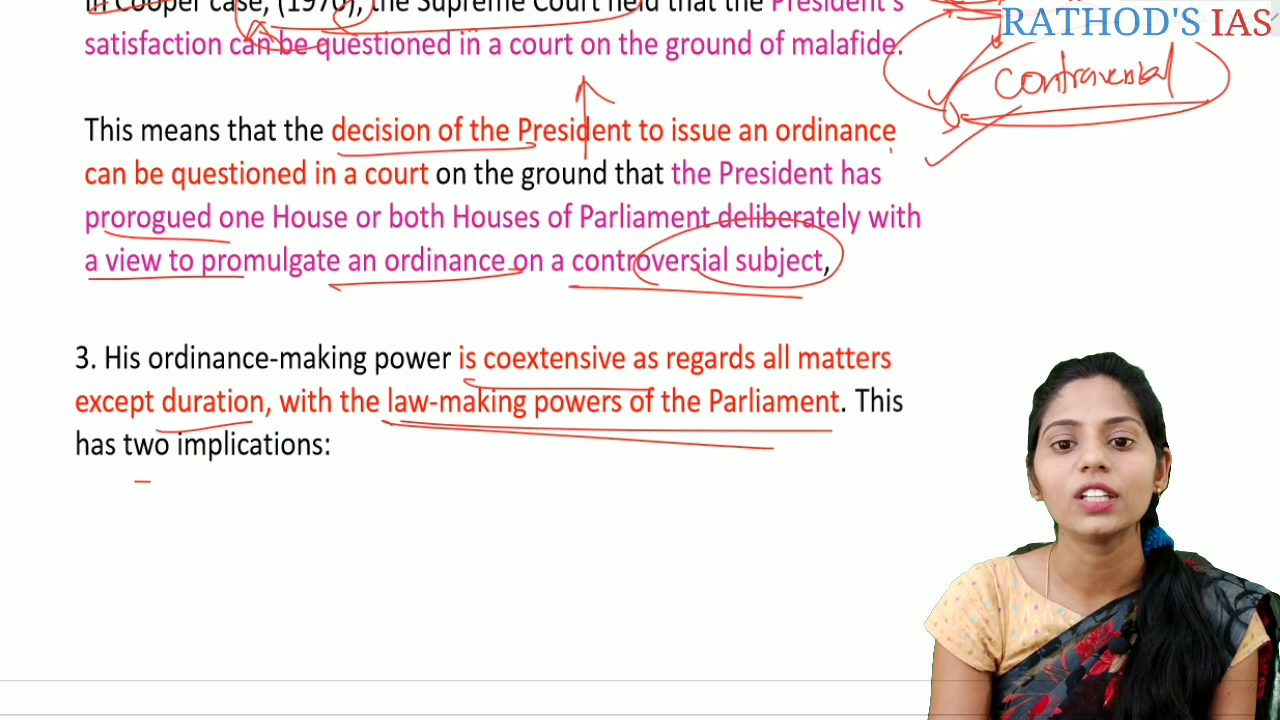 In Cooper case, (1970), the Supreme Court held that the President's
RATHOD'S IAS
satisfaction can be questioned in a court on the ground of malafide.
controversial
This means that the decision of the President to issue an ordinance
can be questioned in a court on the ground that the President has
prorogued one House or both Houses of Parliament deliberately with
a view to promulgate an ordinance on a controversial subject,
3. His ordinance-making power is coextensive as regards all matters
except duration, with the law-making powers of the Parliament. This
has two implications: